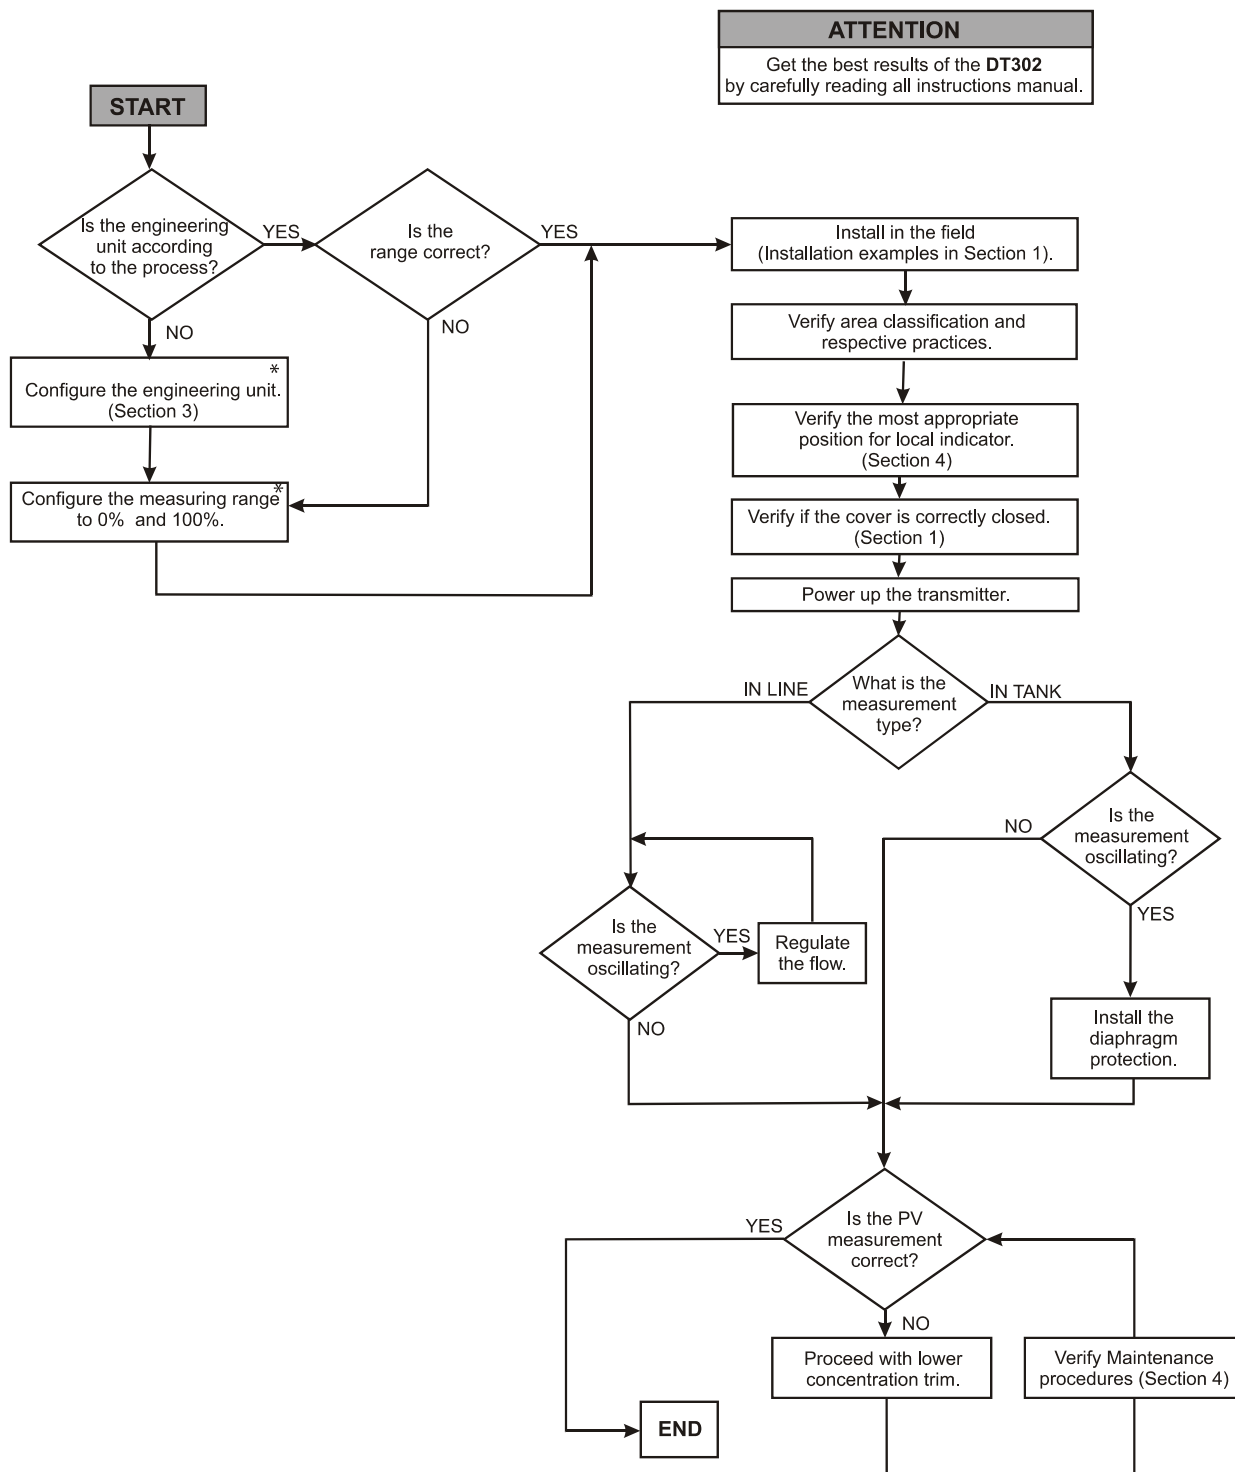 ATTENTION
Get the best results of the DT302
by carefully reading all instructions manual.
START
Is the engineering
unit according
to the process?
YES
NO
Is the
range correct?
YES
NO
Configure the engineering unit.
(Section 3)
*
Configure the measuring range
to 0% and 100%.
*
Install in the field
(Installation examples in Section 1).
Verify area classification and
respective practices.
Verify the most appropriate
position for local indicator.
(Section 4)
Verify if the cover is correctly closed.
(Section 1)
Power up the transmitter.
What is the
measurement
type?
IN LINE
IN TANK
Is the
measurement
oscillating?
NO
YES
Is the
measurement
oscillating?
YES
NO
Regulate
the flow.
Install the
diaphragm
protection.
Is the PV
measurement
correct?
YES
NO
Proceed with lower
concentration trim.
Verify Maintenance
procedures (Section 4)
END